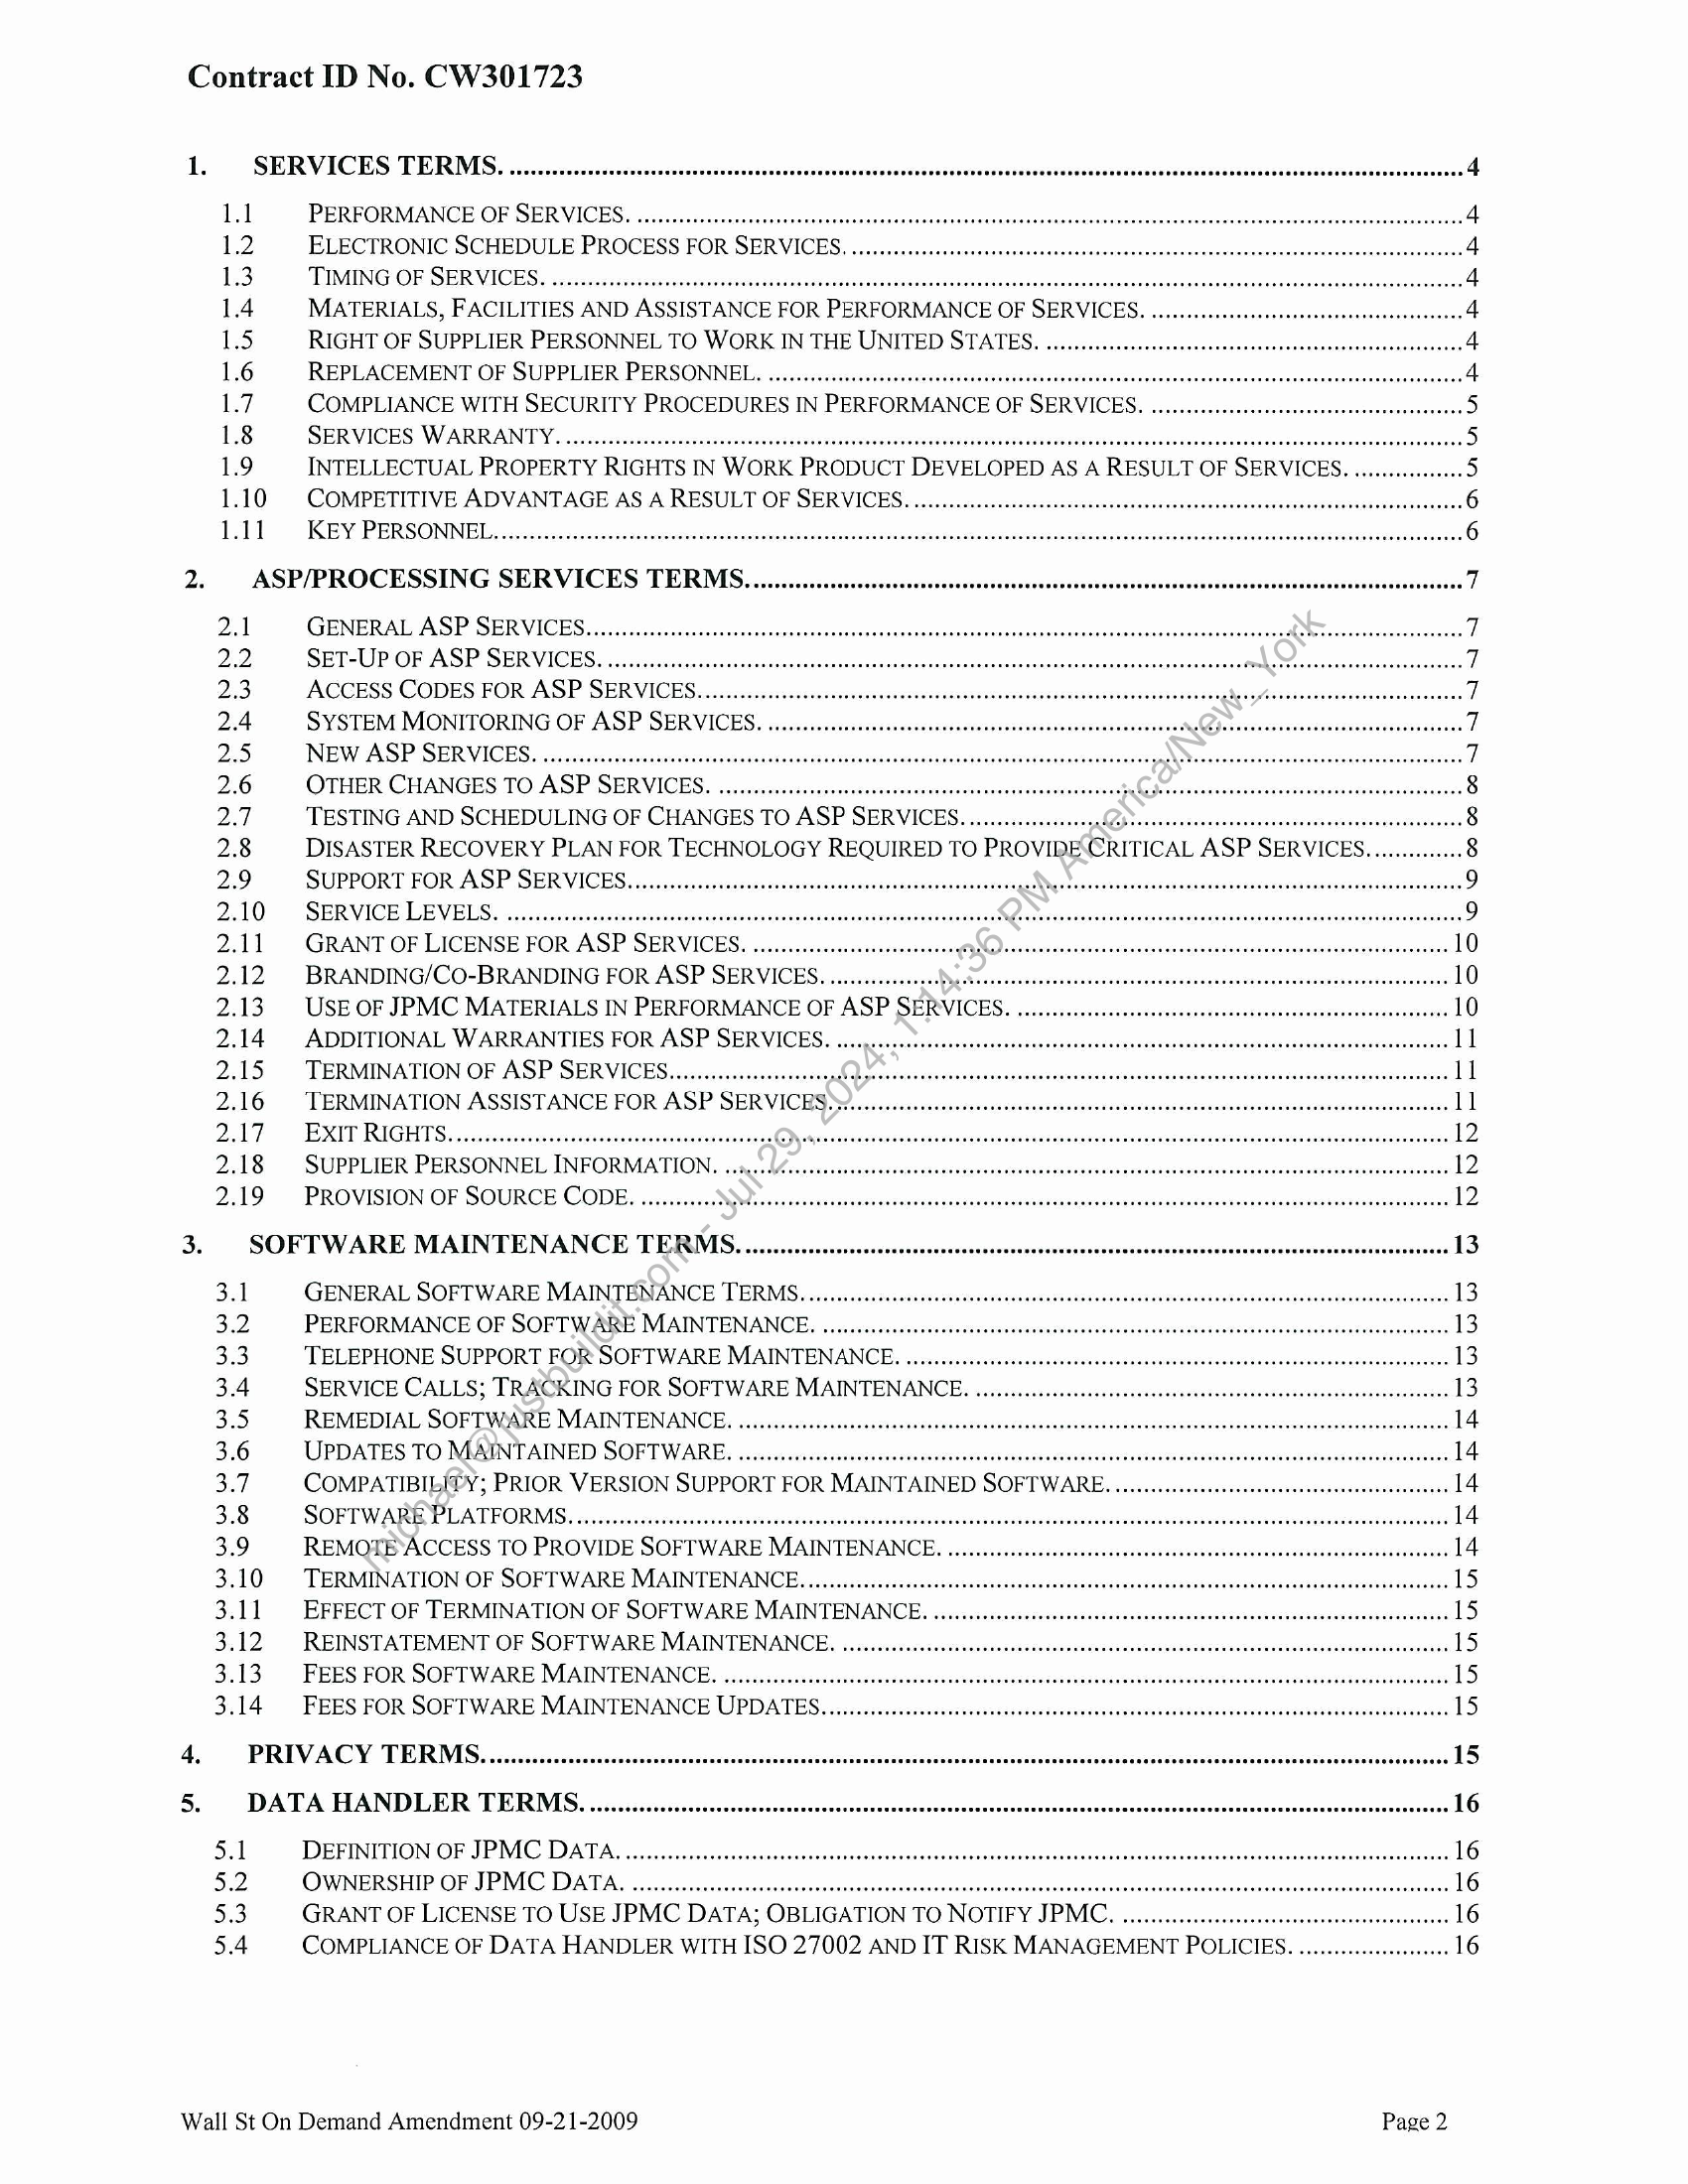 Contract ID No. CW301723
1. SERVICES TERMS. 4
1.1 PERFORMANCE OF SERVICES. 4
1.2 ELECTRONIC SCHEDULE PROCESS FOR SERVICES. 4
1.3 TIMING OF SERVICES. 4
1.4 MATERIALS, FACILITIES AND ASSISTANCE FOR PERFORMANCE OF SERVICES. 4
1.5 RIGHT OF SUPPLIER PERSONNEL TO WORK IN THE UNITED STATES. 4
1.6 REPLACEMENT OF SUPPLIER PERSONNEL. 4
1.7 COMPLIANCE WITH SECURITY PROCEDURES IN PERFORMANCE OF SERVICES. 5
1.8 SERVICES WARRANTY. 5
1.9 INTELLECTUAL PROPERTY RIGHTS IN WORK PRODUCT DEVELOPED AS A RESULT OF SERVICES. 5
1.10 COMPETITIVE ADVANTAGE AS A RESULT OF SERVICES. 6
1.11 KEY PERSONNEL. 6
2. ASP/PROCESSING SERVICES TERMS. 7
2.1 GENERAL ASP SERVICES. 7
2.2 SET-UP OF ASP SERVICES. 7
2.3 ACCESS CODES FOR ASP SERVICES. 7
2.4 SYSTEM MONITORING OF ASP SERVICES. 7
2.5 NEW ASP SERVICES. 7
2.6 OTHER CHANGES TO ASP SERVICES. 8
2.7 TESTING AND SCHEDULING OF CHANGES TO ASP SERVICES. 8
2.8 DISASTER RECOVERY PLAN FOR TECHNOLOGY REQUIRED TO PROVIDE CRITICAL ASP SERVICES. 8
2.9 SUPPORT FOR ASP SERVICES. 9
2.10 SERVICE LEVELS. 9
2.11 GRANT OF LICENSE FOR ASP SERVICES. 10
2.12 BRANDING/CO-BRANDING FOR ASP SERVICES. 10
2.13 USE OF JPMC MATERIALS IN PERFORMANCE OF ASP SERVICES. 10
2.14 ADDITIONAL WARRANTIES FOR ASP SERVICES. 11
2.15 TERMINATION OF ASP SERVICES. 11
2.16 TERMINATION ASSISTANCE FOR ASP SERVICES. 11
2.17 EXIT RIGHTS. 12
2.18 SUPPLIER PERSONNEL INFORMATION. 12
2.19 PROVISION OF SOURCE CODE. 12
3. SOFTWARE MAINTENANCE TERMS. 13
3.1 GENERAL SOFTWARE MAINTENANCE TERMS. 13
3.2 PERFORMANCE OF SOFTWARE MAINTENANCE. 13
3.3 TELEPHONE SUPPORT FOR SOFTWARE MAINTENANCE. 13
3.4 SERVICE CALLS; TRACKING FOR SOFTWARE MAINTENANCE. 13
3.5 REMEDIAL SOFTWARE MAINTENANCE. 14
3.6 UPDATES TO MAINTAINED SOFTWARE. 14
3.7 COMPATIBILITY; PRIOR VERSION SUPPORT FOR MAINTAINED SOFTWARE. 14
3.8 SOFTWARE PLATFORMS. 14
3.9 REMOTE ACCESS TO PROVIDE SOFTWARE MAINTENANCE. 14
3.10 TERMINATION OF SOFTWARE MAINTENANCE. 15
3.11 EFFECT OF TERMINATION OF SOFTWARE MAINTENANCE. 15
3.12 REINSTATEMENT OF SOFTWARE MAINTENANCE. 15
3.13 FEES FOR SOFTWARE MAINTENANCE. 15
3.14 FEES FOR SOFTWARE MAINTENANCE UPDATES. 15
4. PRIVACY TERMS. 15
5. DATA HANDLER TERMS. 16
5.1 DEFINITION OF JPMC DATA. 16
5.2 OWNERSHIP OF JPMC DATA. 16
5.3 GRANT OF LICENSE TO USE JPMC DATA; OBLIGATION TO NOTIFY JPMC. 16
5.4 COMPLIANCE OF DATA HANDLER WITH ISO 27002 AND IT RISK MANAGEMENT POLICIES. 16
michael@justbuildit.com - Jul 29, 2024, 1:14:36 PM America/New_York
Wall St On Demand Amendment 09-21-2009 Page 2